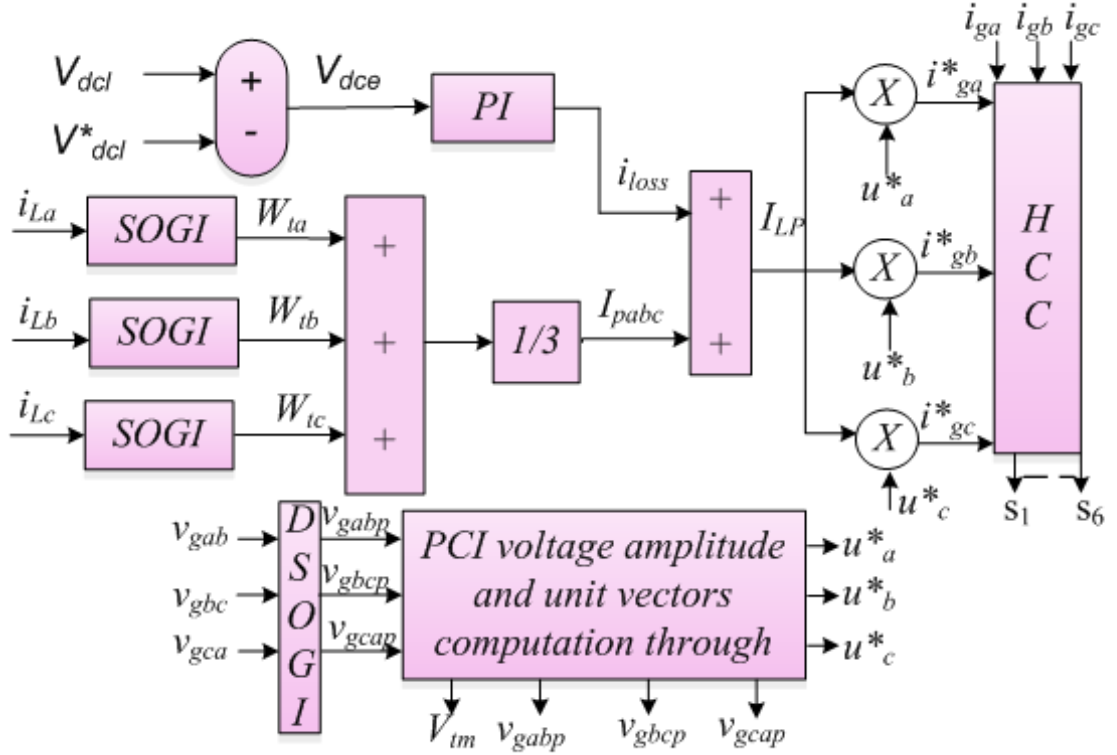 i_ga i_gb i_gc
V_dcl + V_dce PI X i*_ga
V*_dcl -
i_La SOGI W_ta + i_loss + I_LP u*_a
i_Lb SOGI W_tb + 1/3 I_pabc + X i*_gb
u*_b
i_Lc SOGI W_tc + X i*_gc
u*_c
H
C
C
s_1 s_6
D
S
O
G
I
v_gab v_gabp
v_gbc v_gbcp
v_gca v_gcap
PCI voltage amplitude
and unit vectors
computation through
u*_a
u*_b
u*_c
V_tm v_gabp v_gbcp v_gcap